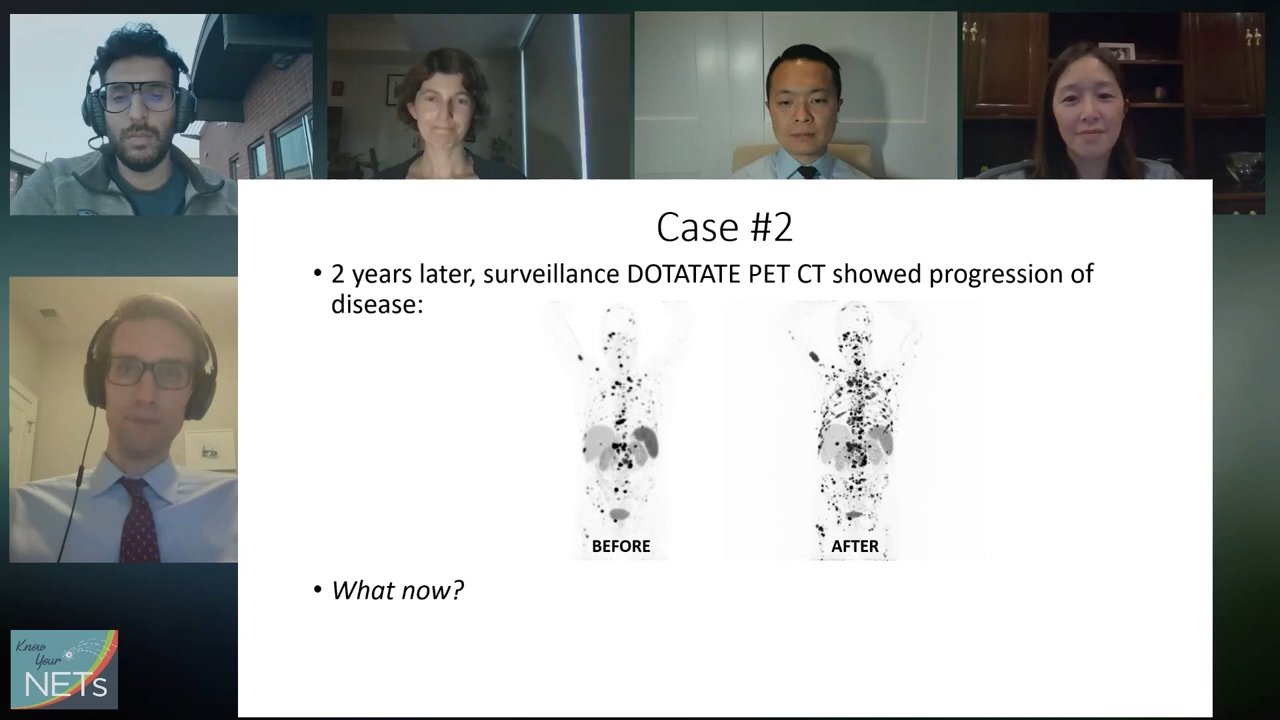 Case #2
• 2 years later, surveillance DOTATATE PET CT showed progression of
disease:
BEFORE
AFTER
• What now?
Know
Your
NETs